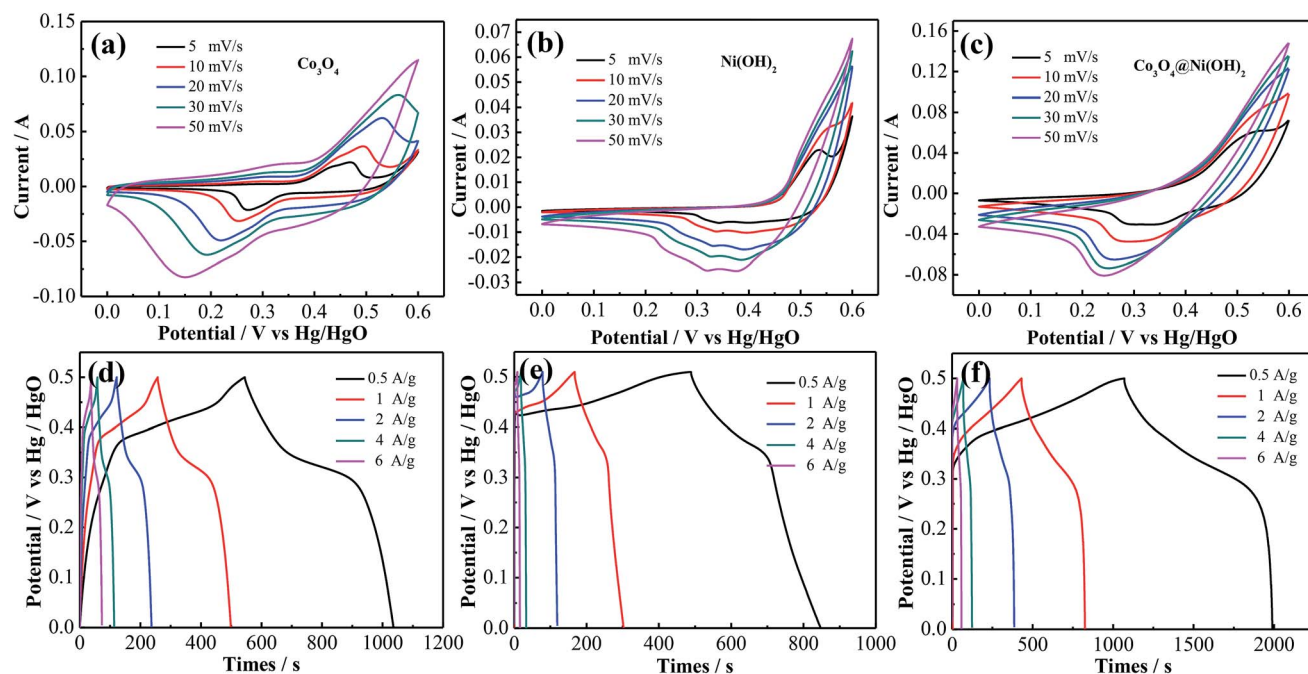 (a)
Co3O4
5 mV/s
10 mV/s
20 mV/s
30 mV/s
50 mV/s
0.15
0.10
0.05
0.00
-0.05
-0.10
Current / A
0.0 0.1 0.2 0.3 0.4 0.5 0.6
Potential / V vs Hg/HgO
(b)
Ni(OH)2
5 mV/s
10 mV/s
20 mV/s
30 mV/s
50 mV/s
0.07
0.06
0.05
0.04
0.03
0.02
0.01
0.00
-0.01
-0.02
-0.03
Current / A
0.0 0.1 0.2 0.3 0.4 0.5 0.6
Potential / V vs Hg/HgO
(c)
Co3O4@Ni(OH)2
5 mV/s
10 mV/s
20 mV/s
30 mV/s
50 mV/s
0.16
0.12
0.08
0.04
0.00
-0.04
-0.08
Current / A
0.0 0.1 0.2 0.3 0.4 0.5 0.6
Potential / V vs Hg/HgO
(d)
0.5 A/g
1 A/g
2 A/g
4 A/g
6 A/g
0.5
0.4
0.3
0.2
0.1
0.0
Potential / V vs Hg / HgO
0 200 400 600 800 1000 1200
Times / s
(e)
0.5 A/g
1 A/g
2 A/g
4 A/g
6 A/g
0.5
0.4
0.3
0.2
0.1
0.0
Potential / V vs Hg / HgO
0 200 400 600 800 1000
Times / s
(f)
0.5 A/g
1 A/g
2 A/g
4 A/g
6 A/g
0.5
0.4
0.3
0.2
0.1
0.0
Potential / V vs Hg / HgO
0 500 1000 1500 2000
Times / s